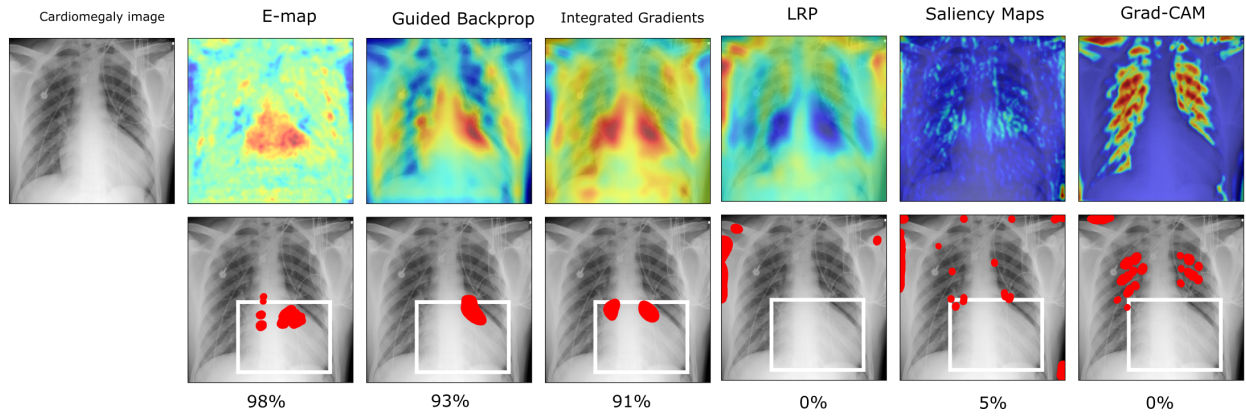 Cardiomegaly image
E-map
Guided Backprop
Integrated Gradients
LRP
Saliency Maps
Grad-CAM
98%
93%
91%
0%
5%
0%